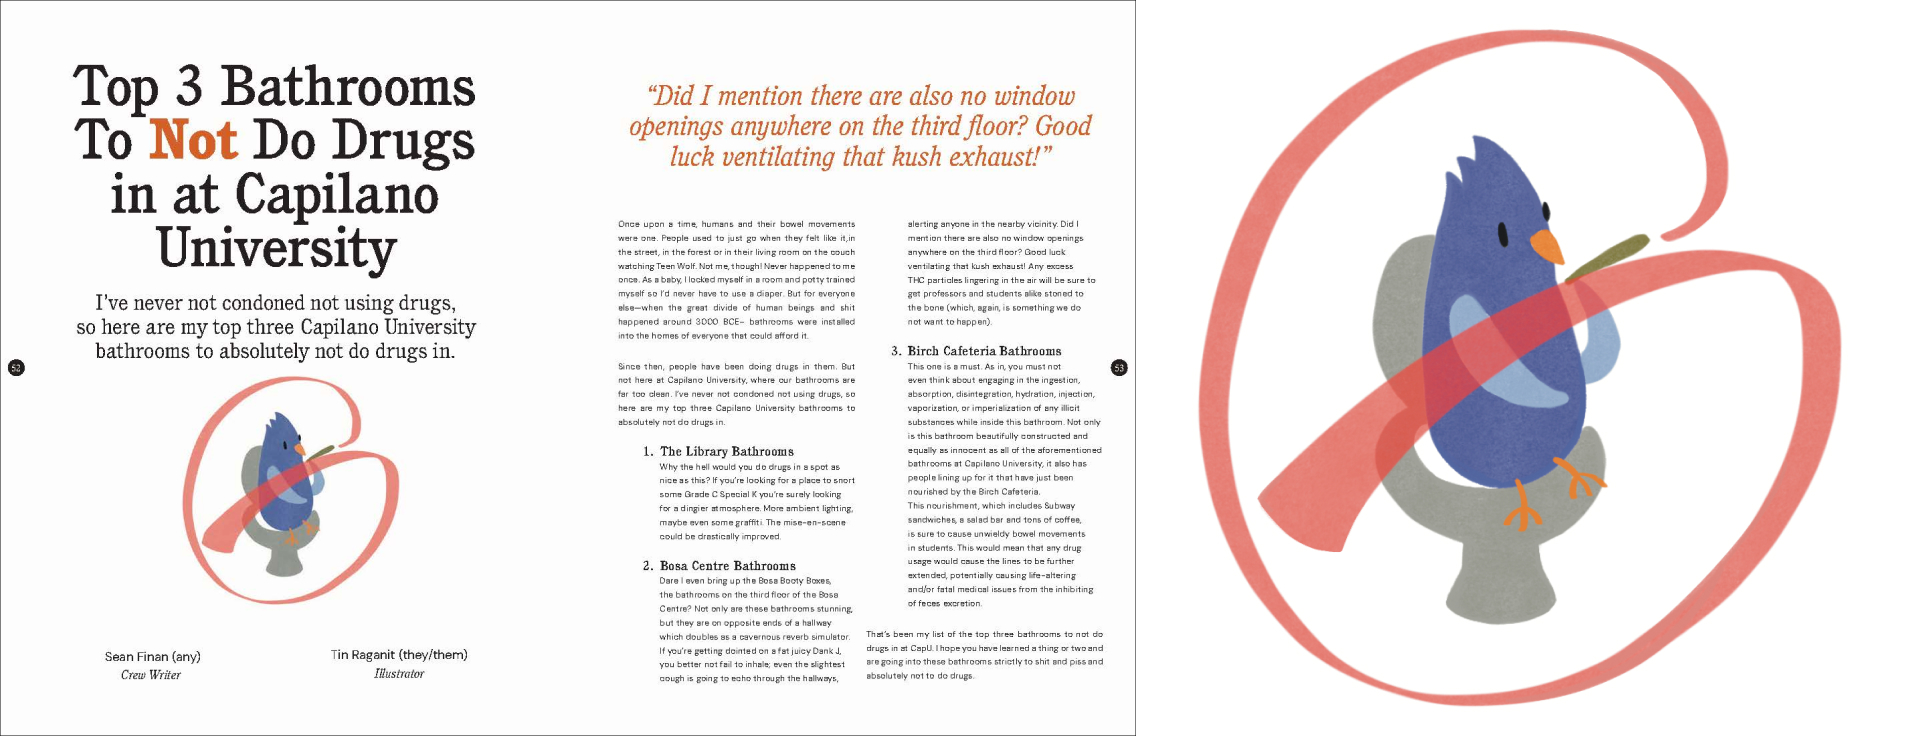 Top 3 Bathrooms
To Not Do Drugs
in at Capilano
University
I've never not condoned not using drugs,
so here are my top three Capilano University
bathrooms to absolutely not do drugs in.
52
Sean Finan (any)
Crew Writer
Tin Raganit (they/them)
Illustrator
“Did I mention there are also no window
openings anywhere on the third floor? Good
luck ventilating that kush exhaust!”
Once upon a time, humans and their bowel movements
were one. People used to just go when they felt like it,in
the street, in the forest or in their living room on the couch
watching Teen Wolf. Not me, though! Never happened to me
once. As a baby, I locked myself in a room and potty trained
myself so I'd never have to use a diaper. But for everyone
else—when the great divide of human beings and shit
happened around 3000 BCE– bathrooms were installed
into the homes of everyone that could afford it.
Since then, people have been doing drugs in them. But
not here at Capilano University, where our bathrooms are
far too clean. I've never not condoned not using drugs, so
here are my top three Capilano University bathrooms to
absolutely not do drugs in.
1. The Library Bathrooms
Why the hell would you do drugs in a spot as
nice as this? If you're looking for a place to snort
some Grade C Special K you're surely looking
for a dingier atmosphere. More ambient lighting,
maybe even some graffiti. The mise-en-scene
could be drastically improved.
2. Bosa Centre Bathrooms
Dare I even bring up the Bosa Booty Boxes,
the bathrooms on the third floor of the Bosa
Centre? Not only are these bathrooms stunning,
but they are on opposite ends of a hallway
which doubles as a cavernous reverb simulator.
If you're getting dointed on a fat juicy Dank J,
you better not fail to inhale; even the slightest
cough is going to echo through the hallways,
alerting anyone in the nearby vicinity. Did I
mention there are also no window openings
anywhere on the third floor? Good luck
ventilating that kush exhaust! Any excess
THC particles lingering in the air will be sure to
get professors and students alike stoned to
the bone (which, again, is something we do
not want to happen).
3. Birch Cafeteria Bathrooms
This one is a must. As in, you must not
even think about engaging in the ingestion,
absorption, disintegration, hydration, injection,
vaporization, or imperialization of any illicit
substances while inside this bathroom. Not only
is this bathroom beautifully constructed and
equally as innocent as all of the aforementioned
bathrooms at Capilano University, it also has
people lining up for it that have just been
nourished by the Birch Cafeteria.
This nourishment, which includes Subway
sandwiches, a salad bar and tons of coffee,
is sure to cause unwieldy bowel movements
in students. This would mean that any drug
usage would cause the lines to be further
extended, potentially causing life-altering
and/or fatal medical issues from the inhibiting
of feces excretion.
That's been my list of the top three bathrooms to not do
drugs in at CapU. I hope you have learned a thing or two and
are going into these bathrooms strictly to shit and piss and
absolutely not to do drugs.
53